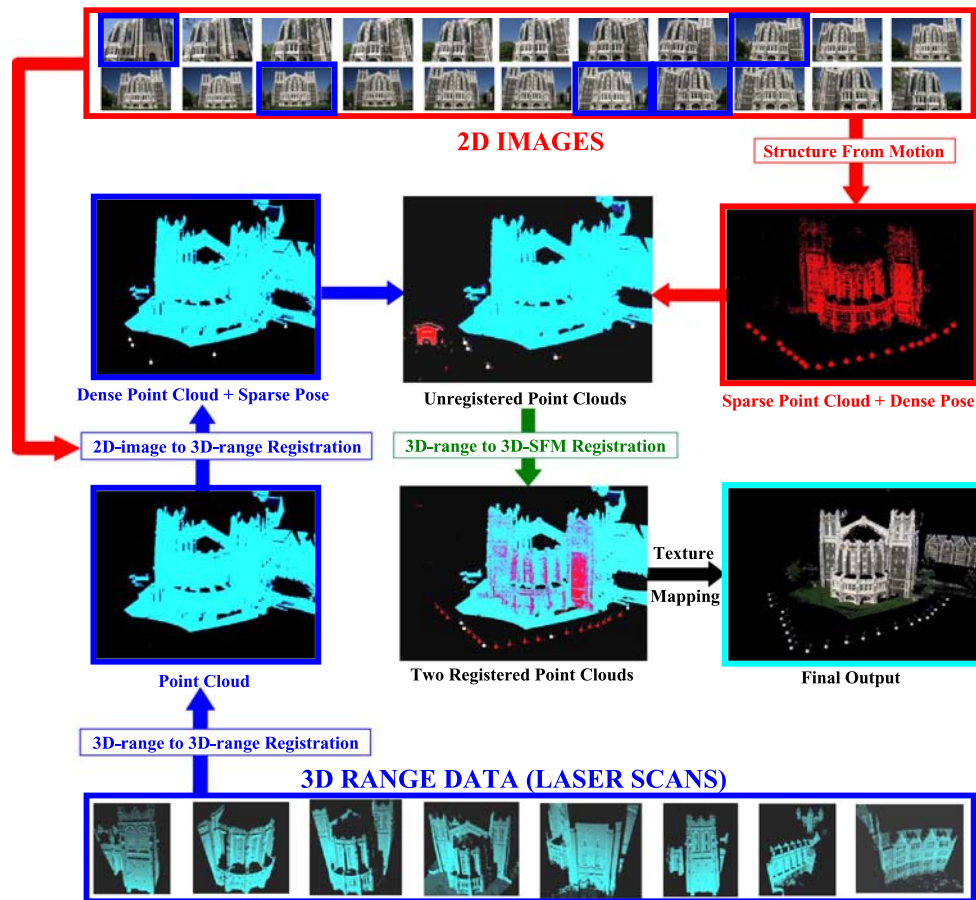 2D IMAGES
Structure From Motion
Dense Point Cloud + Sparse Pose
Unregistered Point Clouds
Sparse Point Cloud + Dense Pose
2D-image to 3D-range Registration
3D-range to 3D-SFM Registration
Texture
Mapping
Point Cloud
Two Registered Point Clouds
Final Output
3D-range to 3D-range Registration
3D RANGE DATA (LASER SCANS)